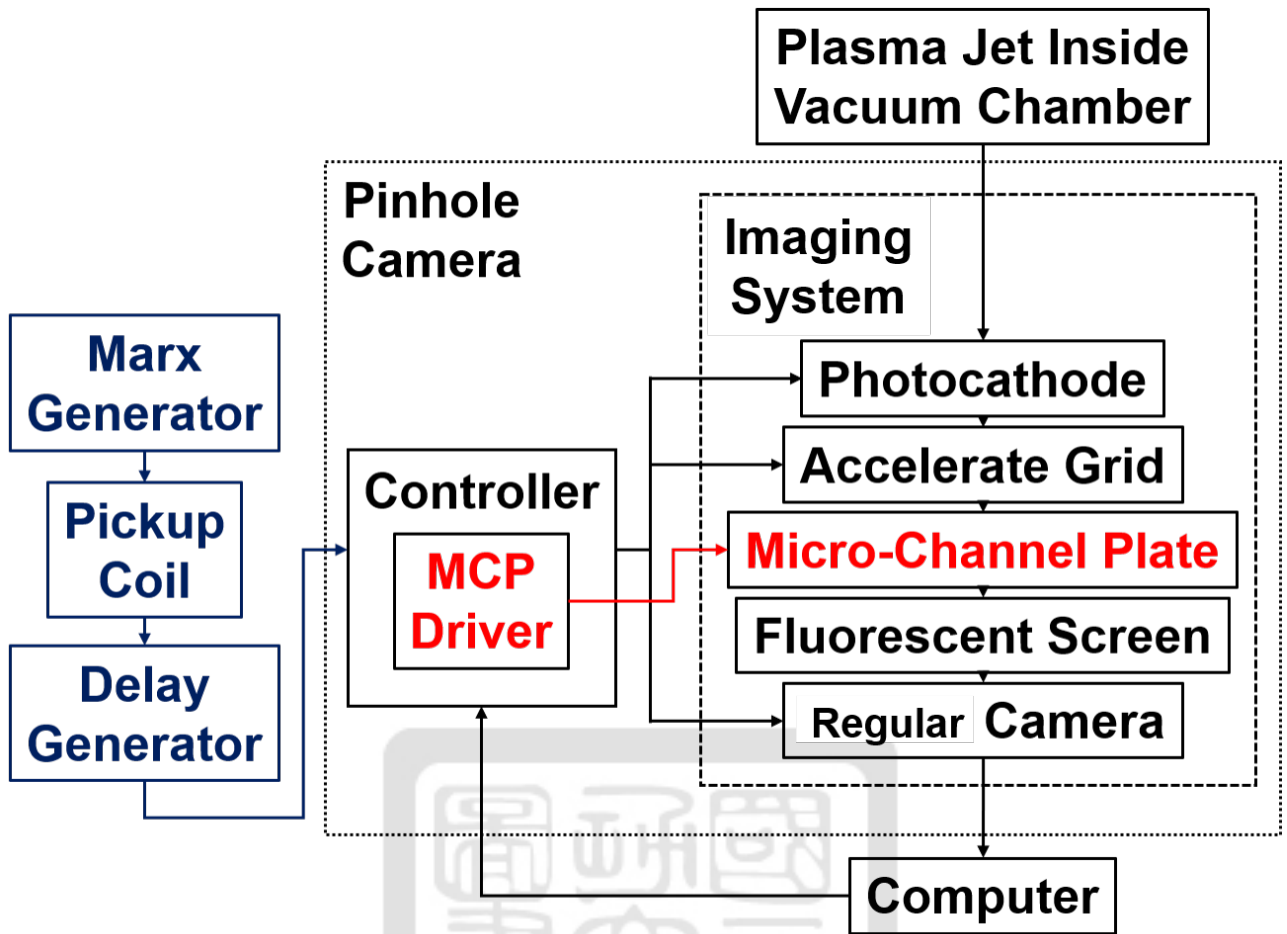 Plasma Jet Inside
Vacuum Chamber
Pinhole
Camera
Imaging
System
Marx
Generator
Pickup
Coil
Delay
Generator
Controller
MCP
Driver
Photocathode
Accelerate Grid
Micro-Channel Plate
Fluorescent Screen
Regular Camera
Computer